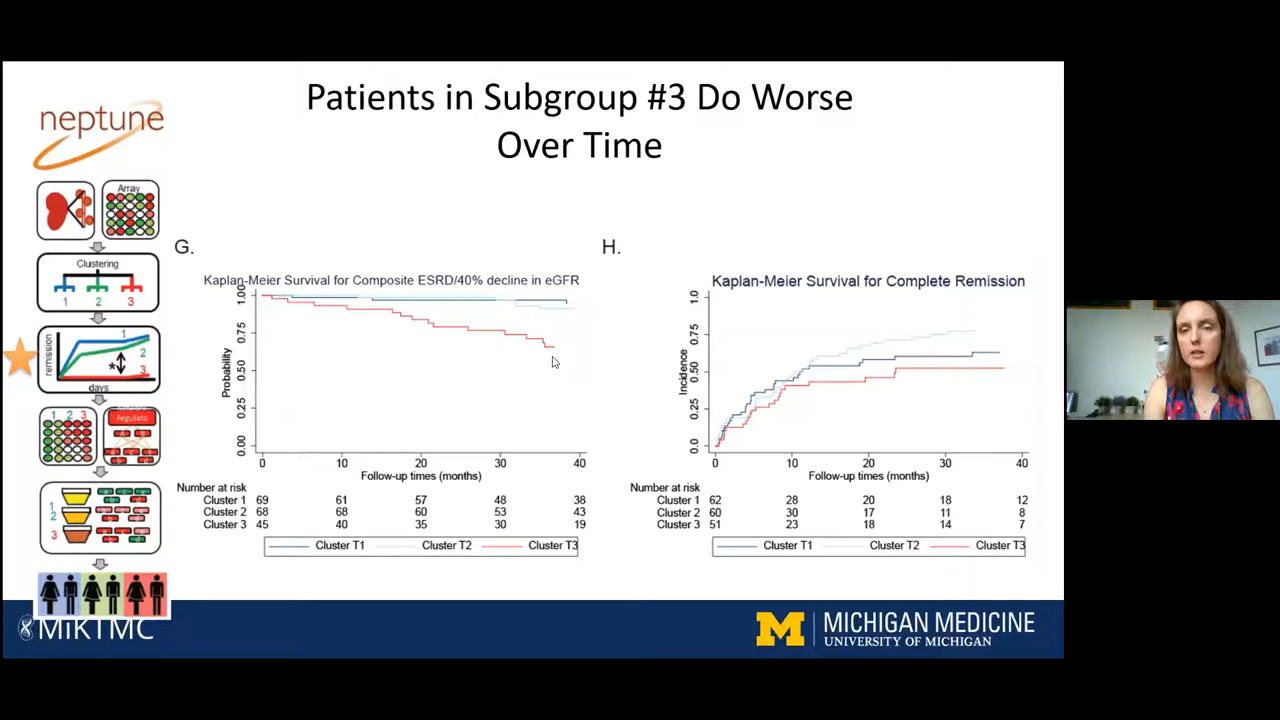 Patients in Subgroup #3 Do Worse
Over Time
neptune
Array
Clustering
1 2 3
remission
1
2
*
3
days
1 2 3
Regulato
1
2
3
MiKTMC
G.
Kaplan-Meier Survival for Composite ESRD/40% decline in eGFR
Probability
1.00
0.75
0.50
0.25
0.00
0 10 20 30 40
Follow-up times (months)
Number at risk
Cluster 1 69 61 57 48 38
Cluster 2 68 68 60 53 43
Cluster 3 45 40 35 30 19
Cluster T1 Cluster T2 Cluster T3
H.
Kaplan-Meier Survival for Complete Remission
Incidence
1.0
0.75
0.50
0.25
0.0
0 10 20 30 40
Follow-up times (months)
Number at risk
Cluster 1 62 28 20 18 12
Cluster 2 60 30 17 11 8
Cluster 3 51 23 18 14 7
Cluster T1 Cluster T2 Cluster T3
M
MICHIGAN MEDICINE
UNIVERSITY OF MICHIGAN